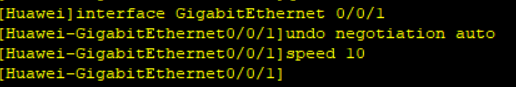 [Huawei]interface GigabitEthernet 0/0/1
[Huawei-GigabitEthernet0/0/1]undo negotiation auto
[Huawei-GigabitEthernet0/0/1]speed 10
[Huawei-GigabitEthernet0/0/1]